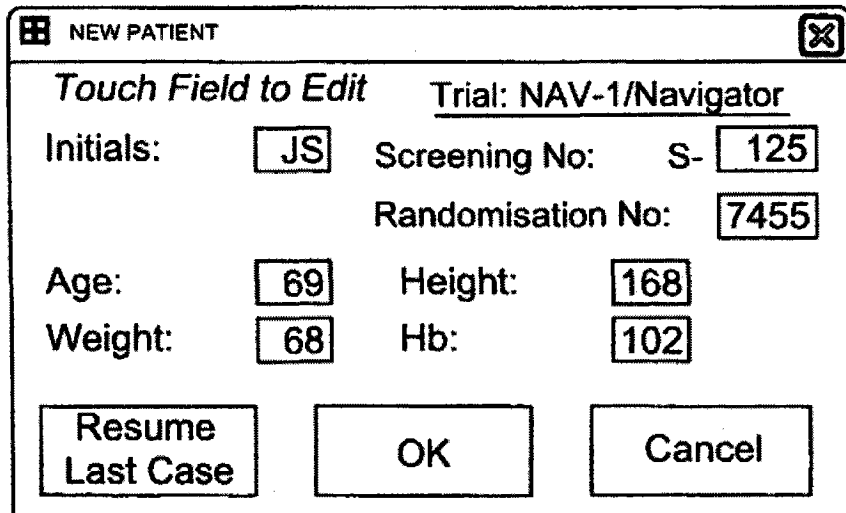 NEW PATIENT
Touch Field to Edit
Trial: NAV-1/Navigator
Initials: JS
Screening No: S- 125
Randomisation No: 7455
Age: 69 Height: 168
Weight: 68 Hb: 102
Resume
Last Case
OK
Cancel